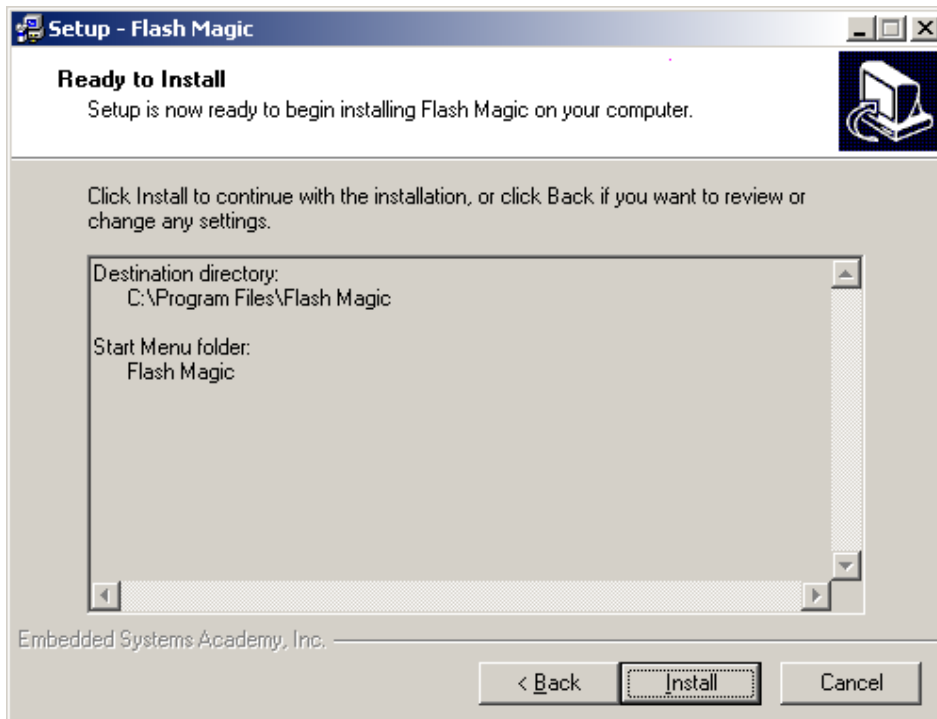 Setup - Flash Magic
Ready to Install
Setup is now ready to begin installing Flash Magic on your computer.
Click Install to continue with the installation, or click Back if you want to review or
change any settings.
Destination directory:
C:\Program Files\Flash Magic
Start Menu folder:
Flash Magic
Embedded Systems Academy, Inc.
< Back
Install
Cancel